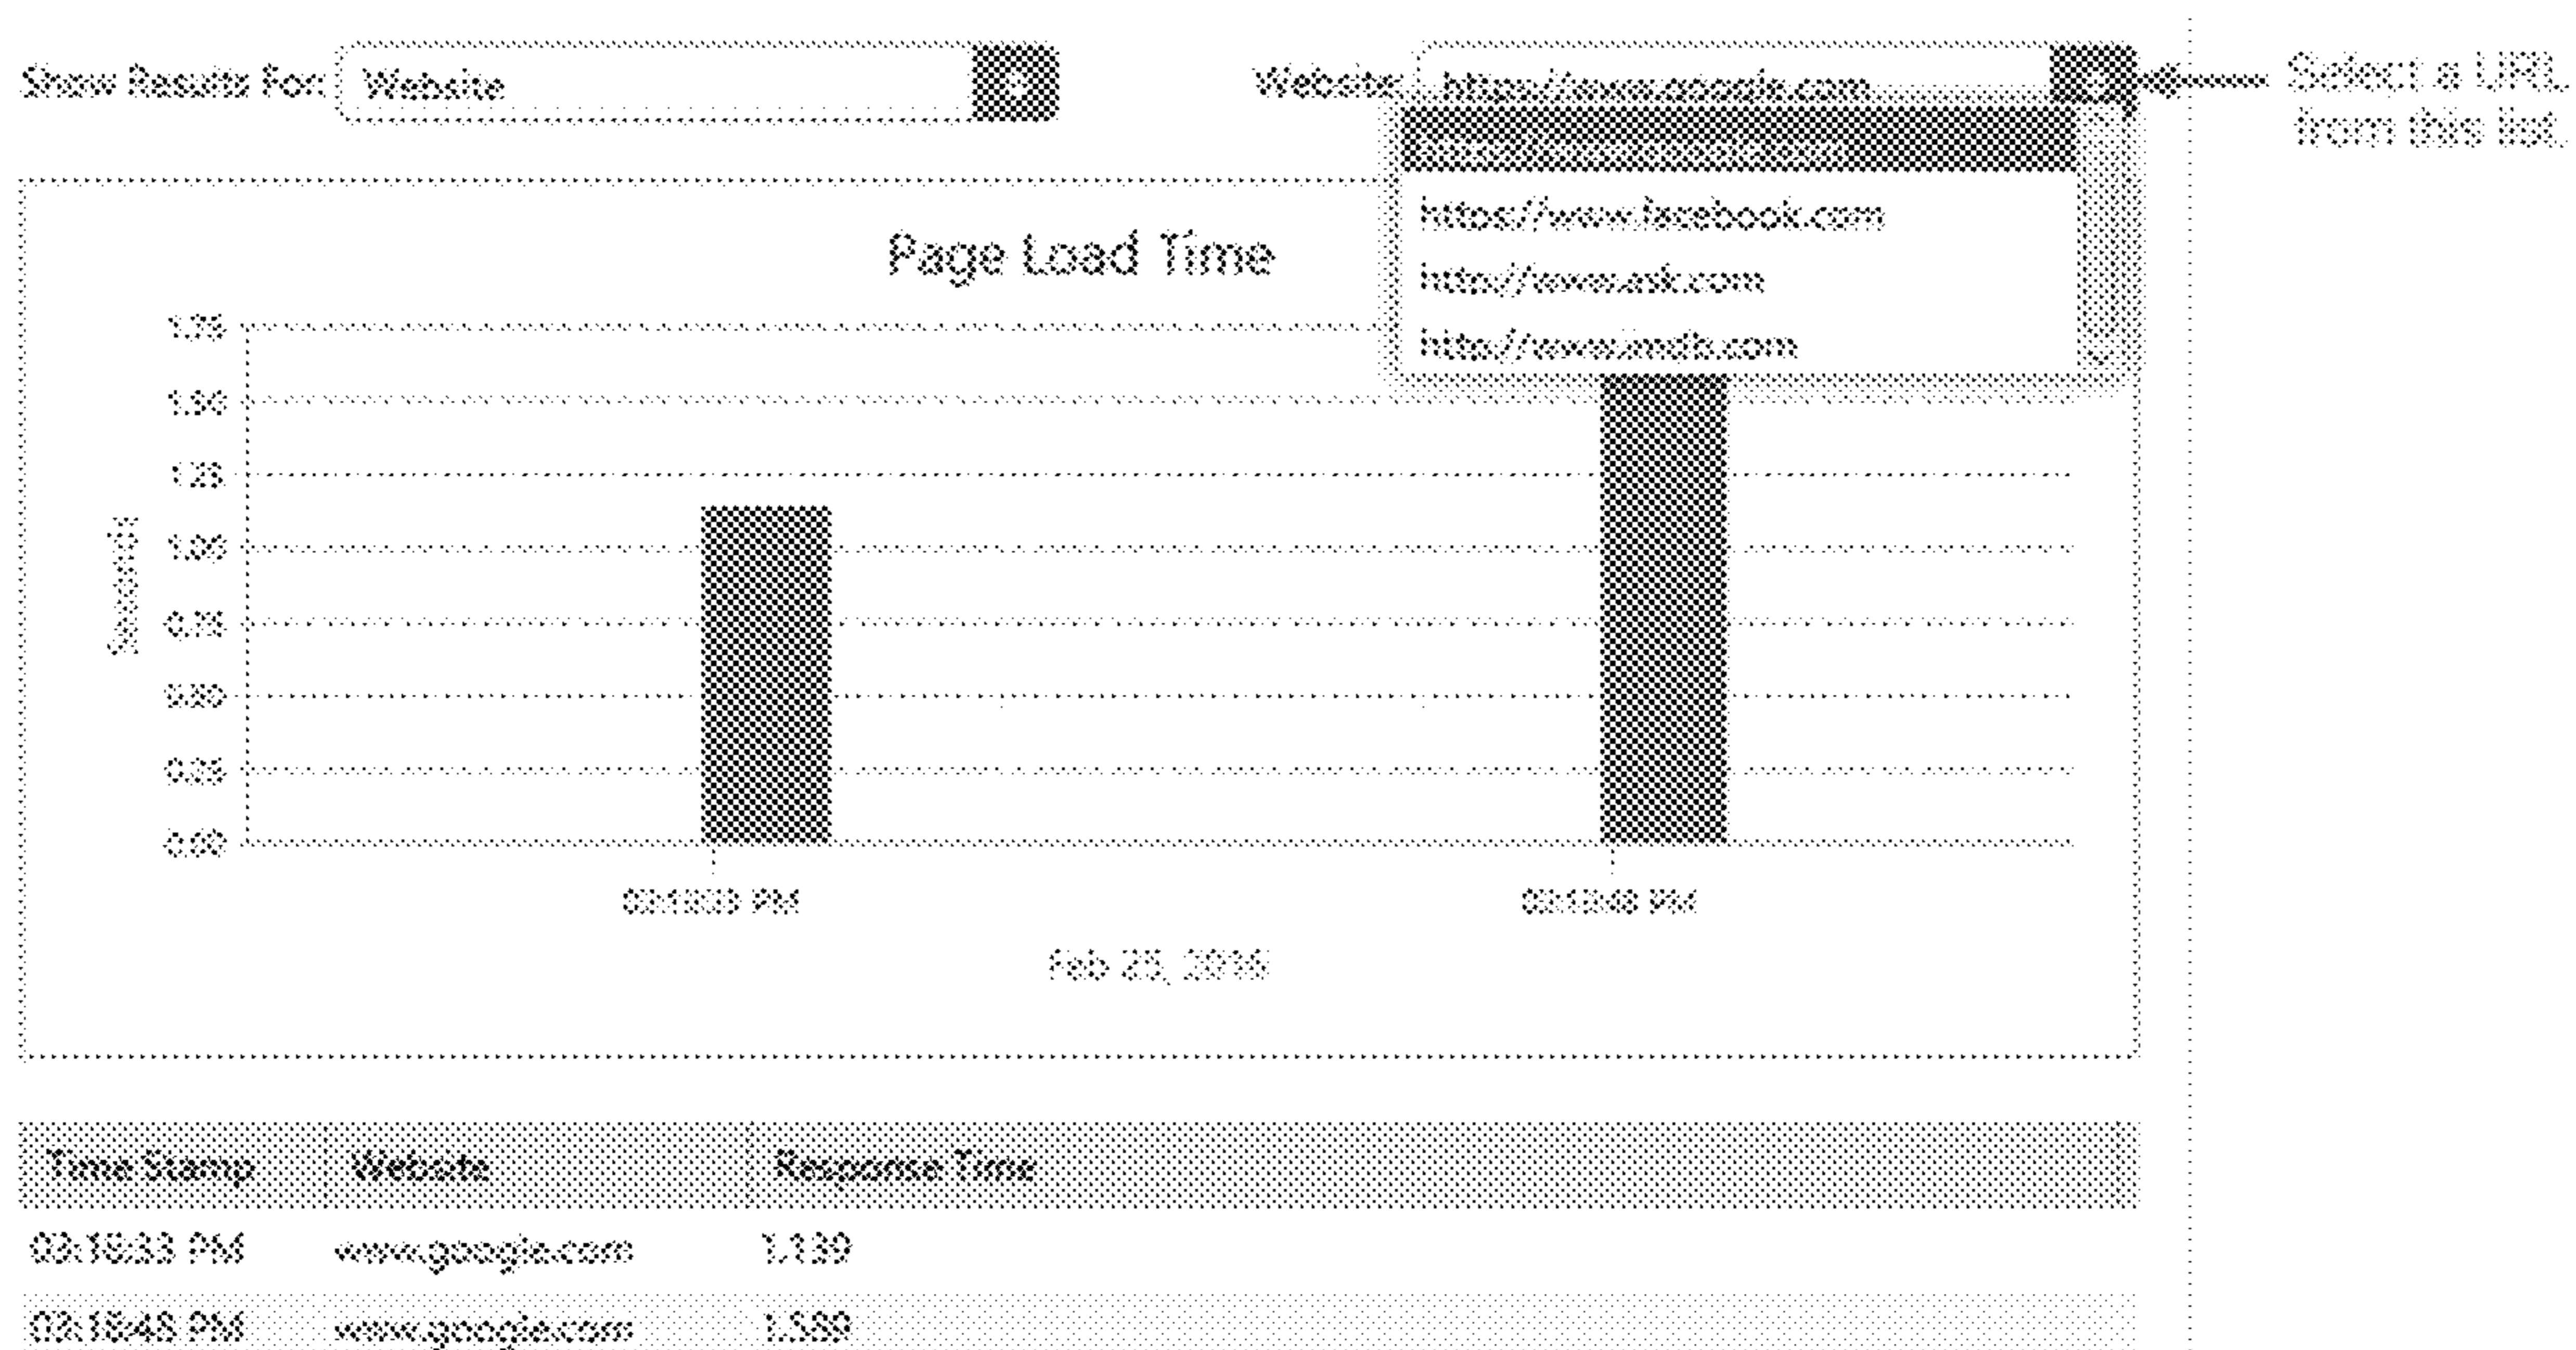 Show Results For: Website
Website: https://www.google.com
Select a URL
from this list.
https://www.facebook.com
http://www.ask.com
http://www.imdb.com
Page Load Time
1.75
1.50
1.25
1.00
0.75
0.50
0.25
0.00
03:18:33 PM
03:18:48 PM
Feb 25, 2016
Time Stamp Website Response Time
03:18:33 PM www.google.com 1.139
03:18:48 PM www.google.com 1.589